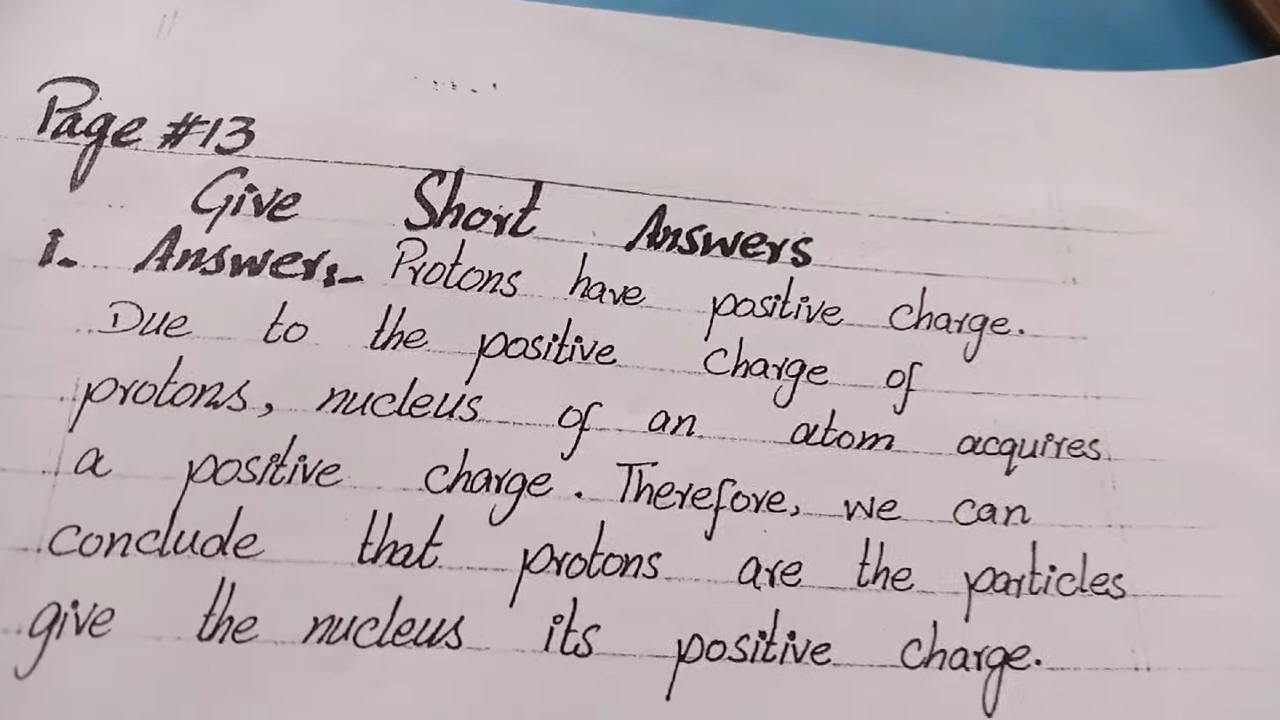 Page #13
Give Short Answers
1. Answer:- Protons have positive charge.
Due to the positive charge of
protons, nucleus of an atom acquires
a positive charge. Therefore, we can
conclude that protons are the particles
give the nucleus its positive charge.